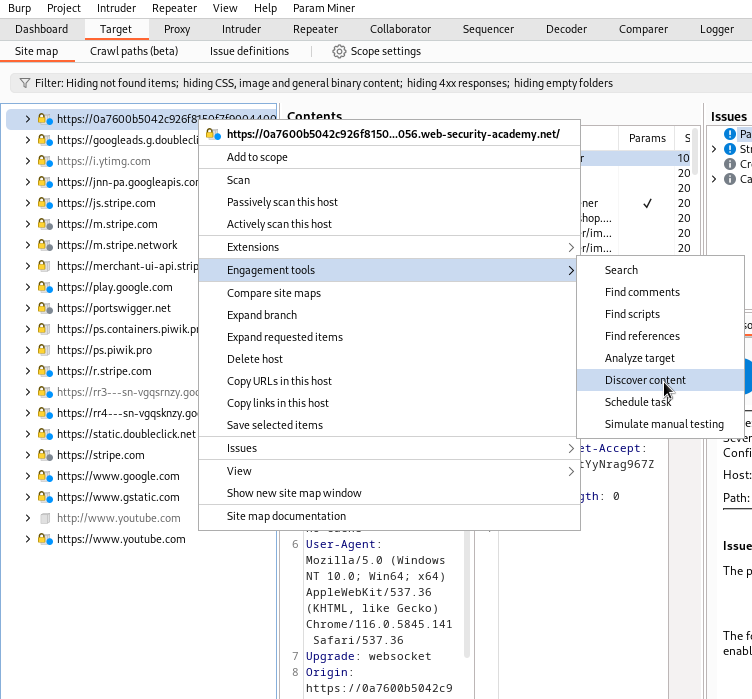 Burp Project Intruder Repeater View Help Param Miner
Dashboard Target Proxy Intruder Repeater Collaborator Sequencer Decoder Comparer Logger
Site map Crawl paths (beta) Issue definitions Scope settings
Filter: Hiding not found items; hiding CSS, image and general binary content; hiding 4xx responses; hiding empty folders
https://googleads.g.doublecli
https://i.ytimg.com
https://jnn-pa.googleapis.cor
https://js.stripe.com
https://m.stripe.com
https://m.stripe.network
https://merchant-ui-api.strip
https://play.google.com
https://portswigger.net
https://ps.containers.piwik.pr
https://ps.piwik.pro
https://r.stripe.com
https://rr3---sn-vgqsrnzy.goo
https://rr4---sn-vgqsknzy.goo
https://static.doubleclick.net
https://stripe.com
https://www.google.com
https://www.gstatic.com
http://www.youtube.com
https://www.youtube.com
Contents
https://0a7600b5042c926f8150...056.web-security-academy.net/
Add to scope
Scan
Passively scan this host
Actively scan this host
Extensions
Engagement tools
Compare site maps
Expand branch
Expand requested items
Delete host
Copy URLs in this host
Copy links in this host
Save selected items
Issues
View
Show new site map window
Site map documentation
Params S
r 10
20
20
ner ✓ 20
shop.... 20
er/im... 20
er/im... 20
Search
Find comments
Find scripts
Find references
Analyze target
Discover content
Schedule task
Simulate manual testing
et-Accept:
tYyNrag967Z
gth: 0
6 User-Agent:
Mozilla/5.0 (Windows
NT 10.0; Win64; x64)
AppleWebKit/537.36
(KHTML, like Gecko)
Chrome/116.0.5845.141
Safari/537.36
7 Upgrade: websocket
8 Origin:
https://0a7600b5042c9
Issues
Pa
Str
Cro
Ca
Confi
Host:
Path:
Issue
The p
The fo
enabl